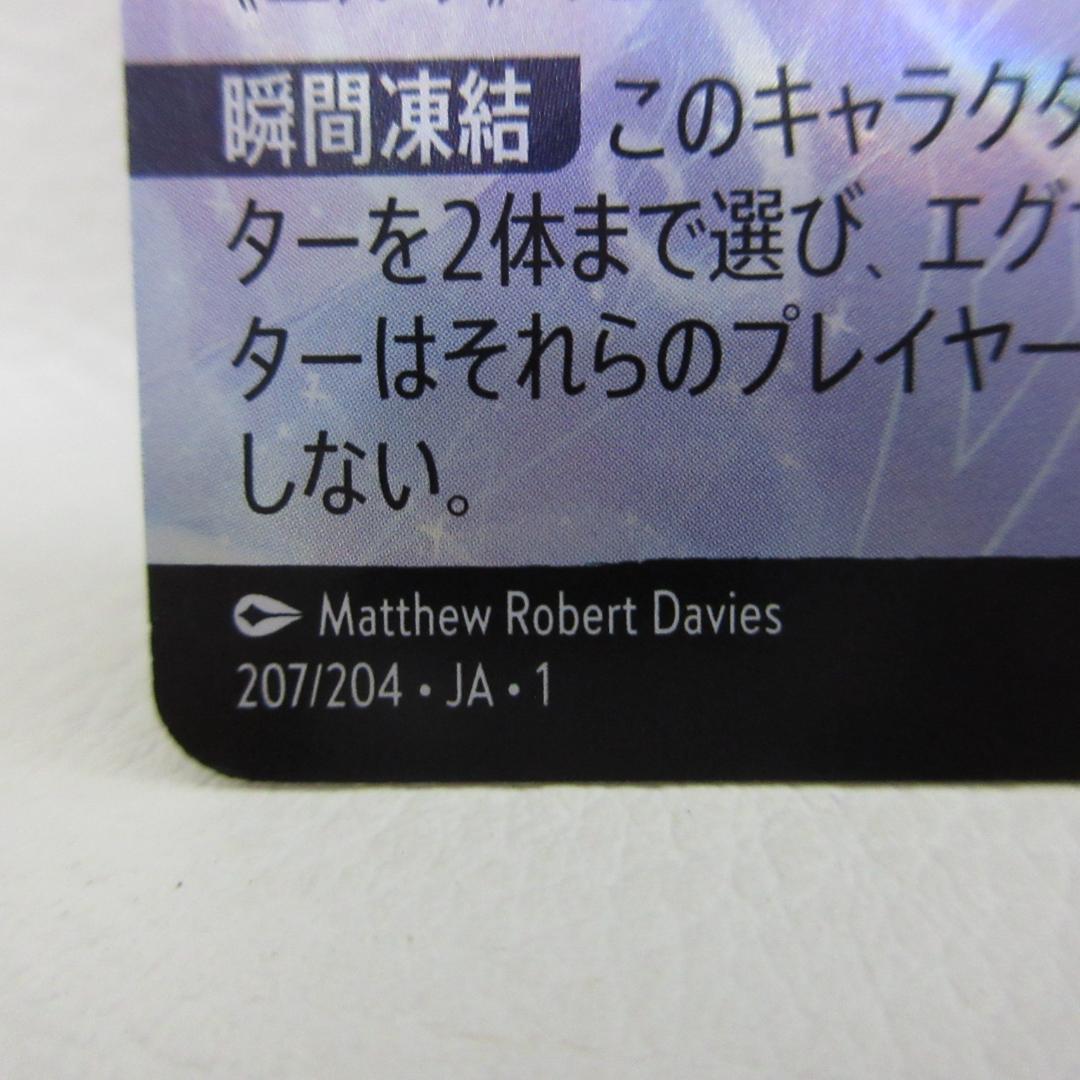 瞬間凍結 このキャラクタ
ターを2体まで選び、エグ
ターはそれらのプレイヤー
しない。
Matthew Robert Davies
207/204 • JA • 1